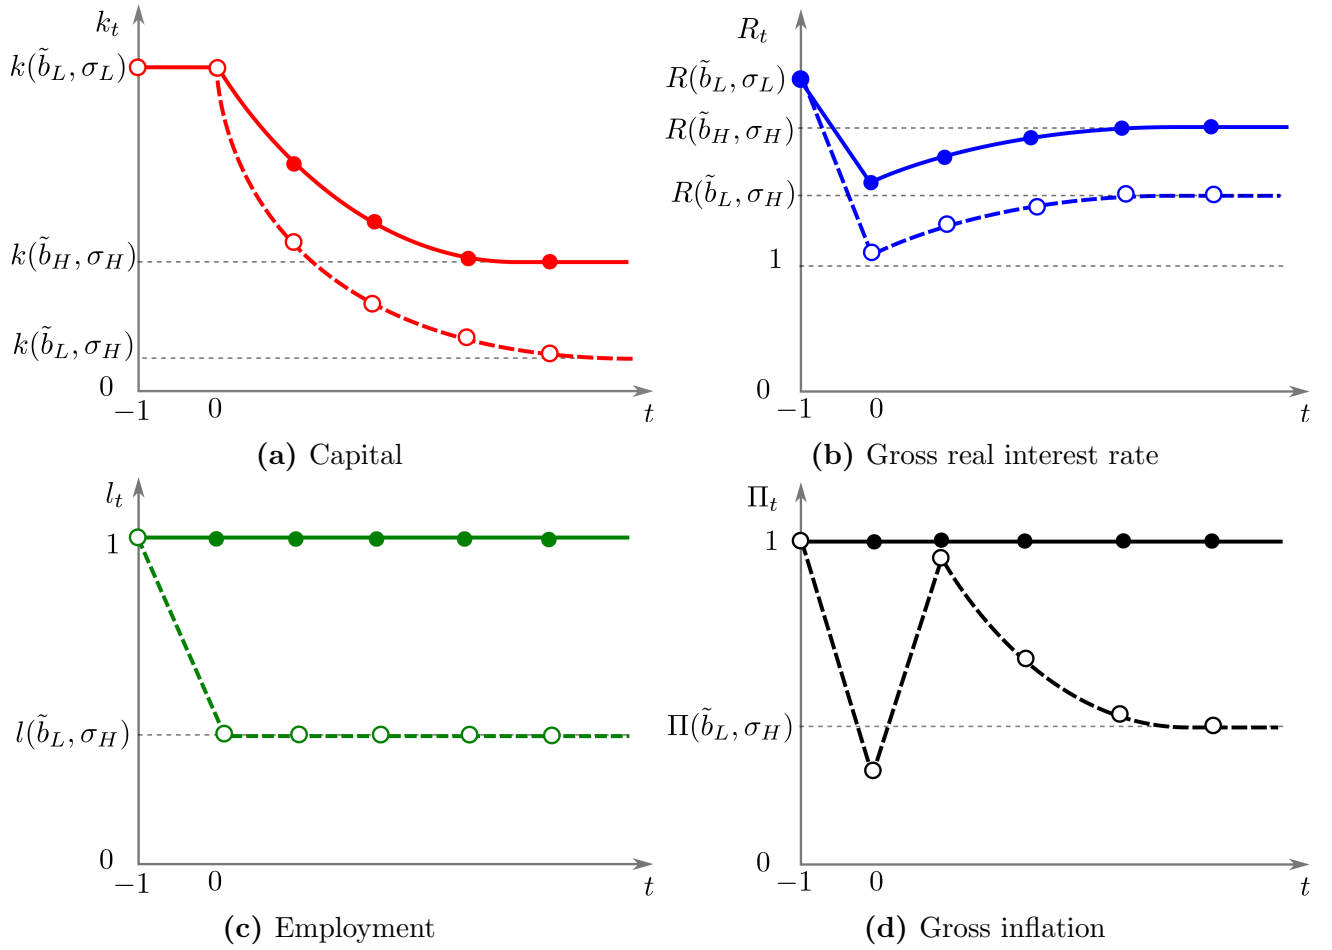 k_t
k(b̃_L, σ_L)
k(b̃_H, σ_H)
k(b̃_L, σ_H)
0
−1 0 t
(a) Capital
R_t
R(b̃_L, σ_L)
R(b̃_H, σ_H)
R(b̃_L, σ_H)
1
0
−1 0 t
(b) Gross real interest rate
l_t
1
l(b̃_L, σ_H)
0
−1 0 t
(c) Employment
Π_t
1
Π(b̃_L, σ_H)
0
−1 0 t
(d) Gross inflation